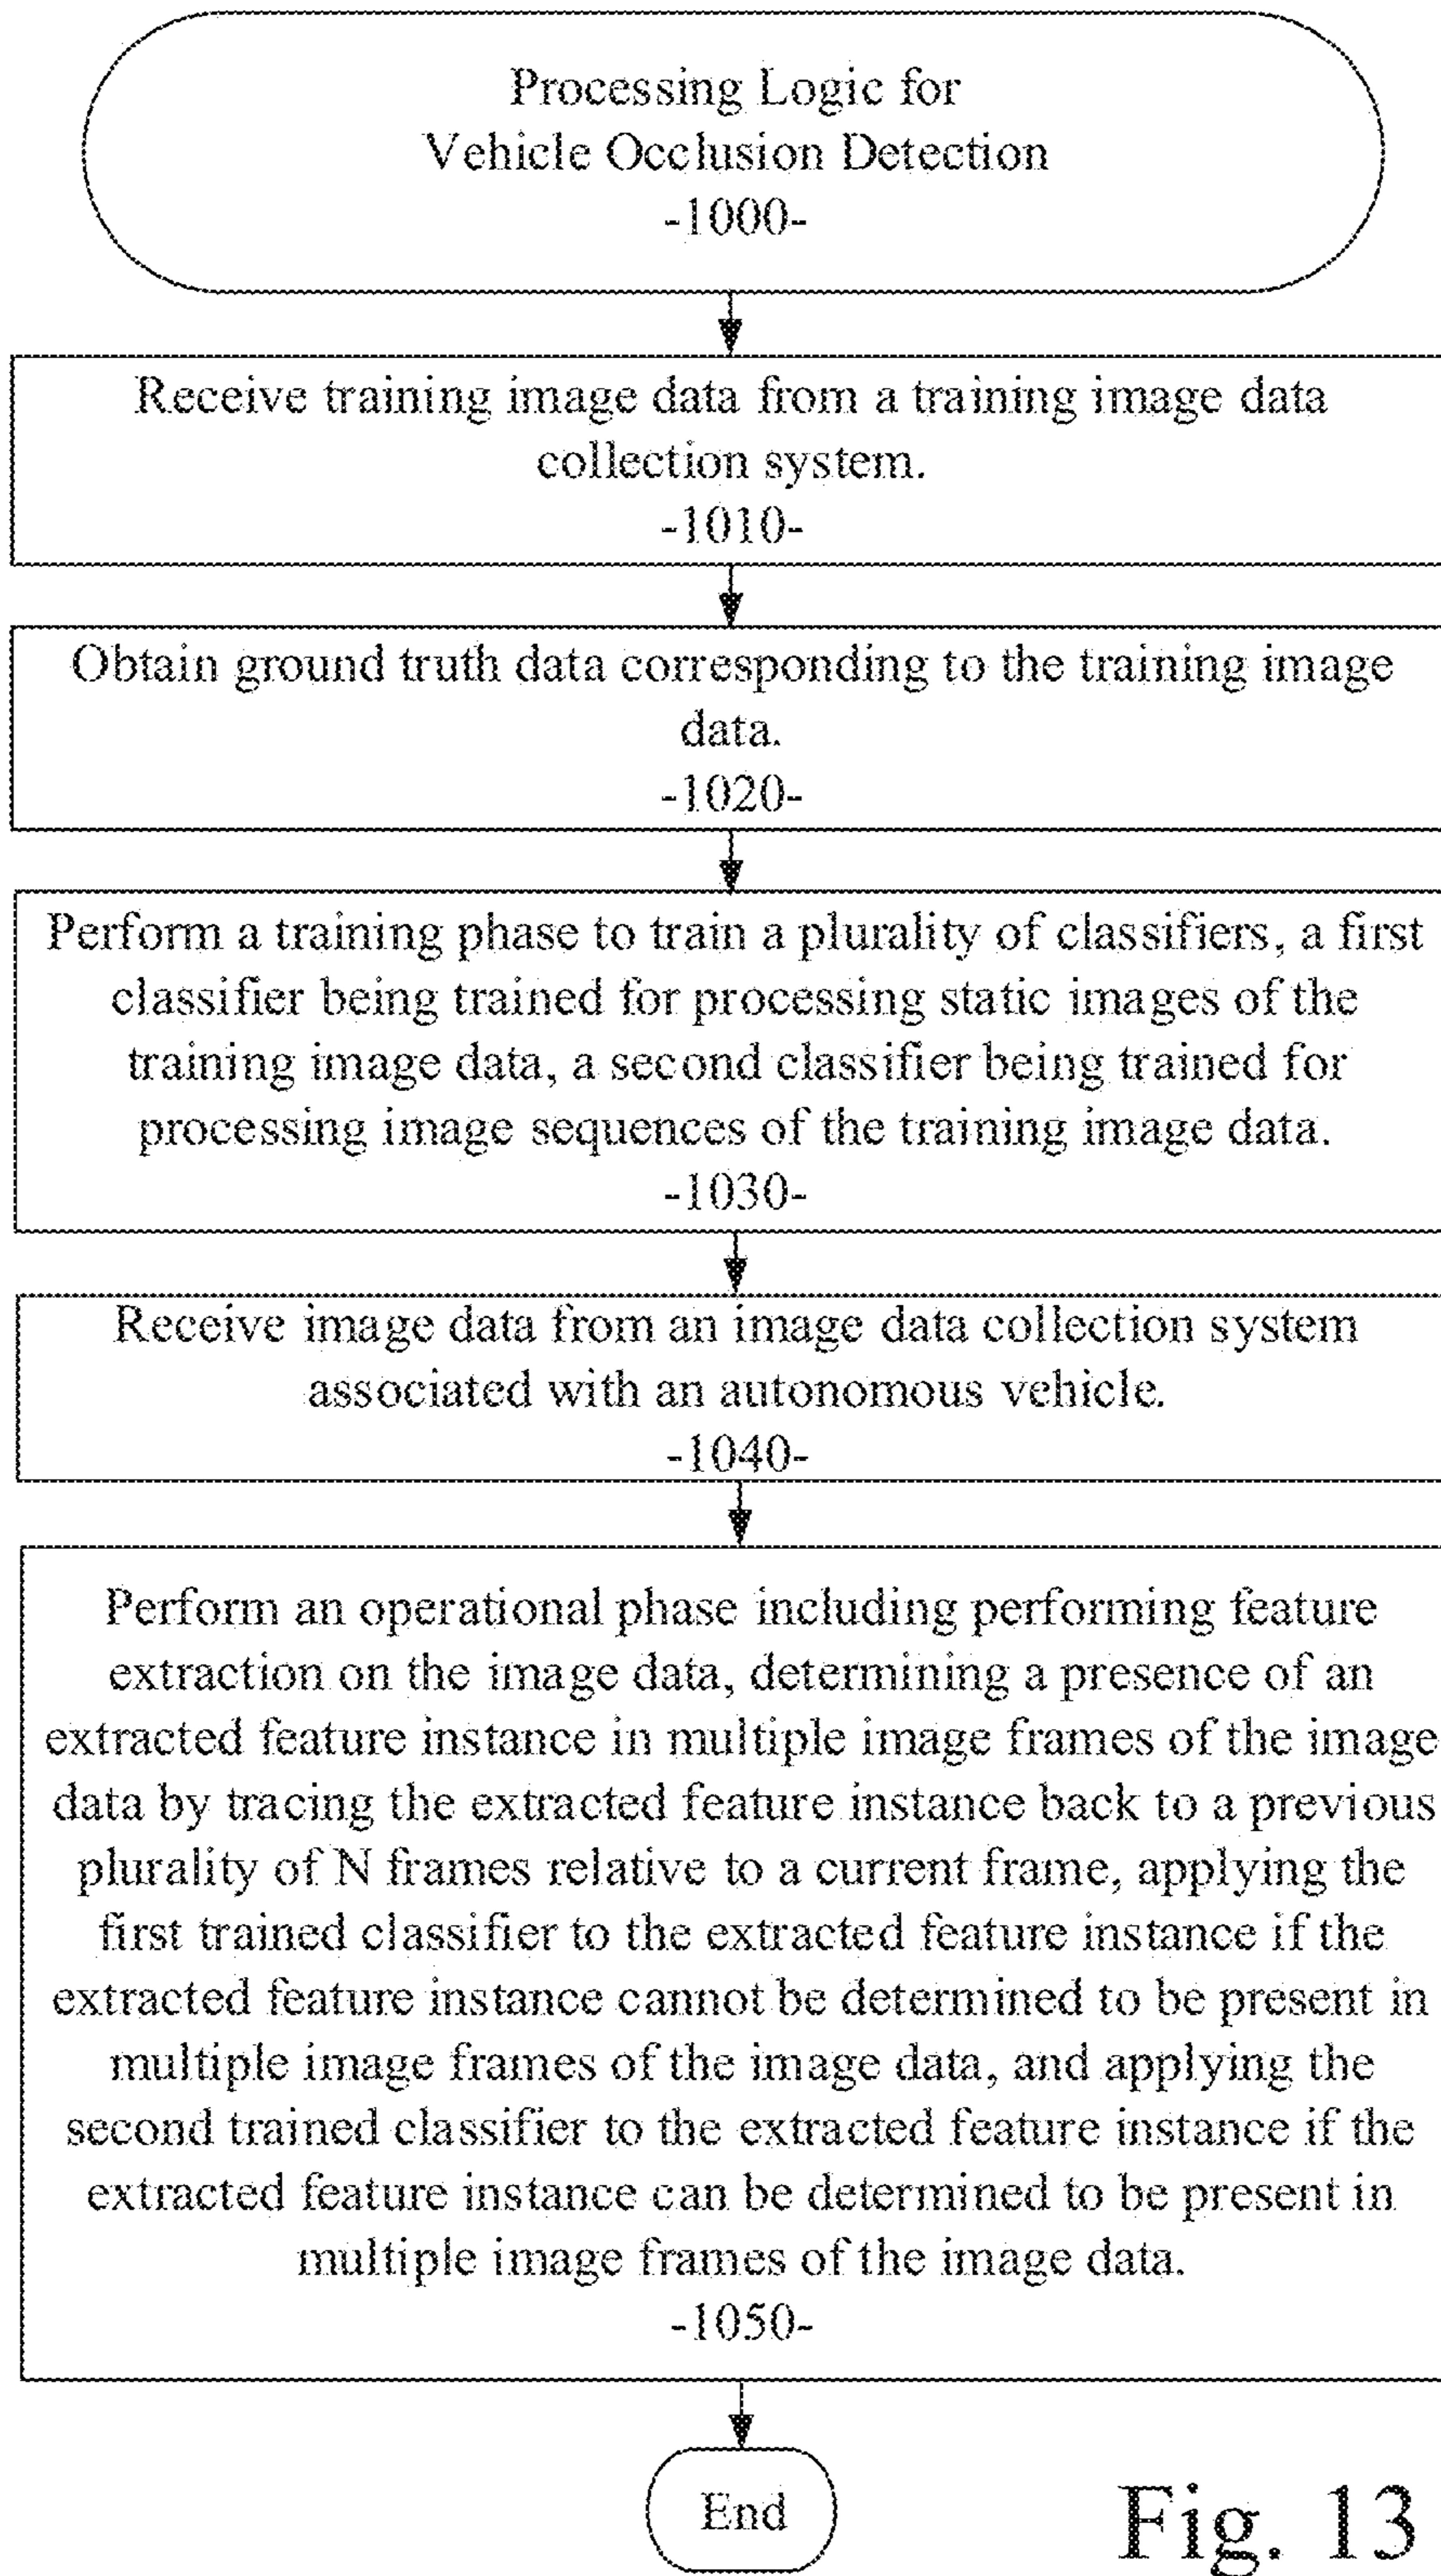 Processing Logic for
Vehicle Occlusion Detection
-1000-
Receive training image data from a training image data
collection system.
-1010-
Obtain ground truth data corresponding to the training image
data.
-1020-
Perform a training phase to train a plurality of classifiers, a first
classifier being trained for processing static images of the
training image data, a second classifier being trained for
processing image sequences of the training image data.
-1030-
Receive image data from an image data collection system
associated with an autonomous vehicle.
-1040-
Perform an operational phase including performing feature
extraction on the image data, determining a presence of an
extracted feature instance in multiple image frames of the image
data by tracing the extracted feature instance back to a previous
plurality of N frames relative to a current frame, applying the
first trained classifier to the extracted feature instance if the
extracted feature instance cannot be determined to be present in
multiple image frames of the image data, and applying the
second trained classifier to the extracted feature instance if the
extracted feature instance can be determined to be present in
multiple image frames of the image data.
-1050-
End
Fig. 13